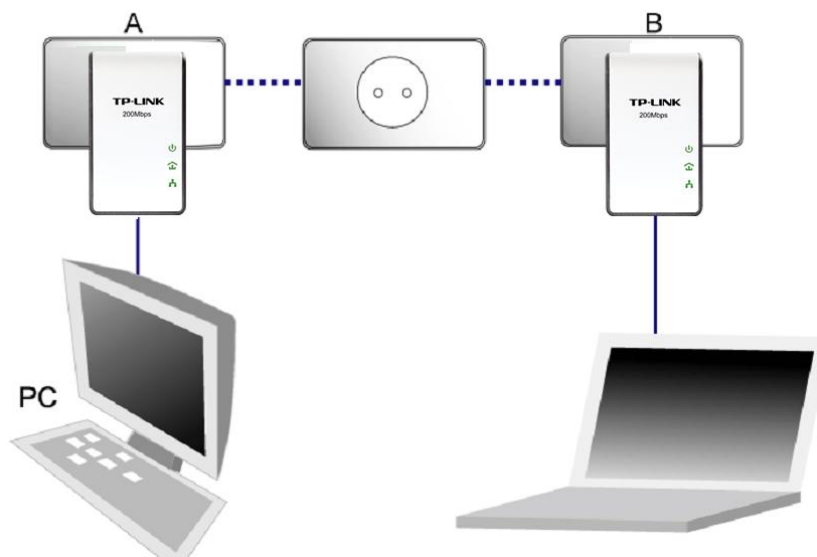 A
B
TP-LINK
200Mbps
TP-LINK
200Mbps
PC